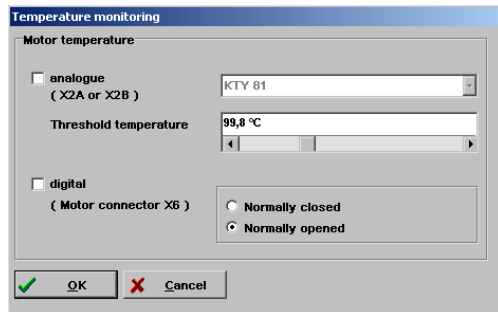 Temperature monitoring
Motor temperature
analogue
( X2A or X2B )
KTY 81
Threshold temperature
99,8 °C
digital
( Motor connector X6 )
Normally closed
Normally opened
OK
Cancel